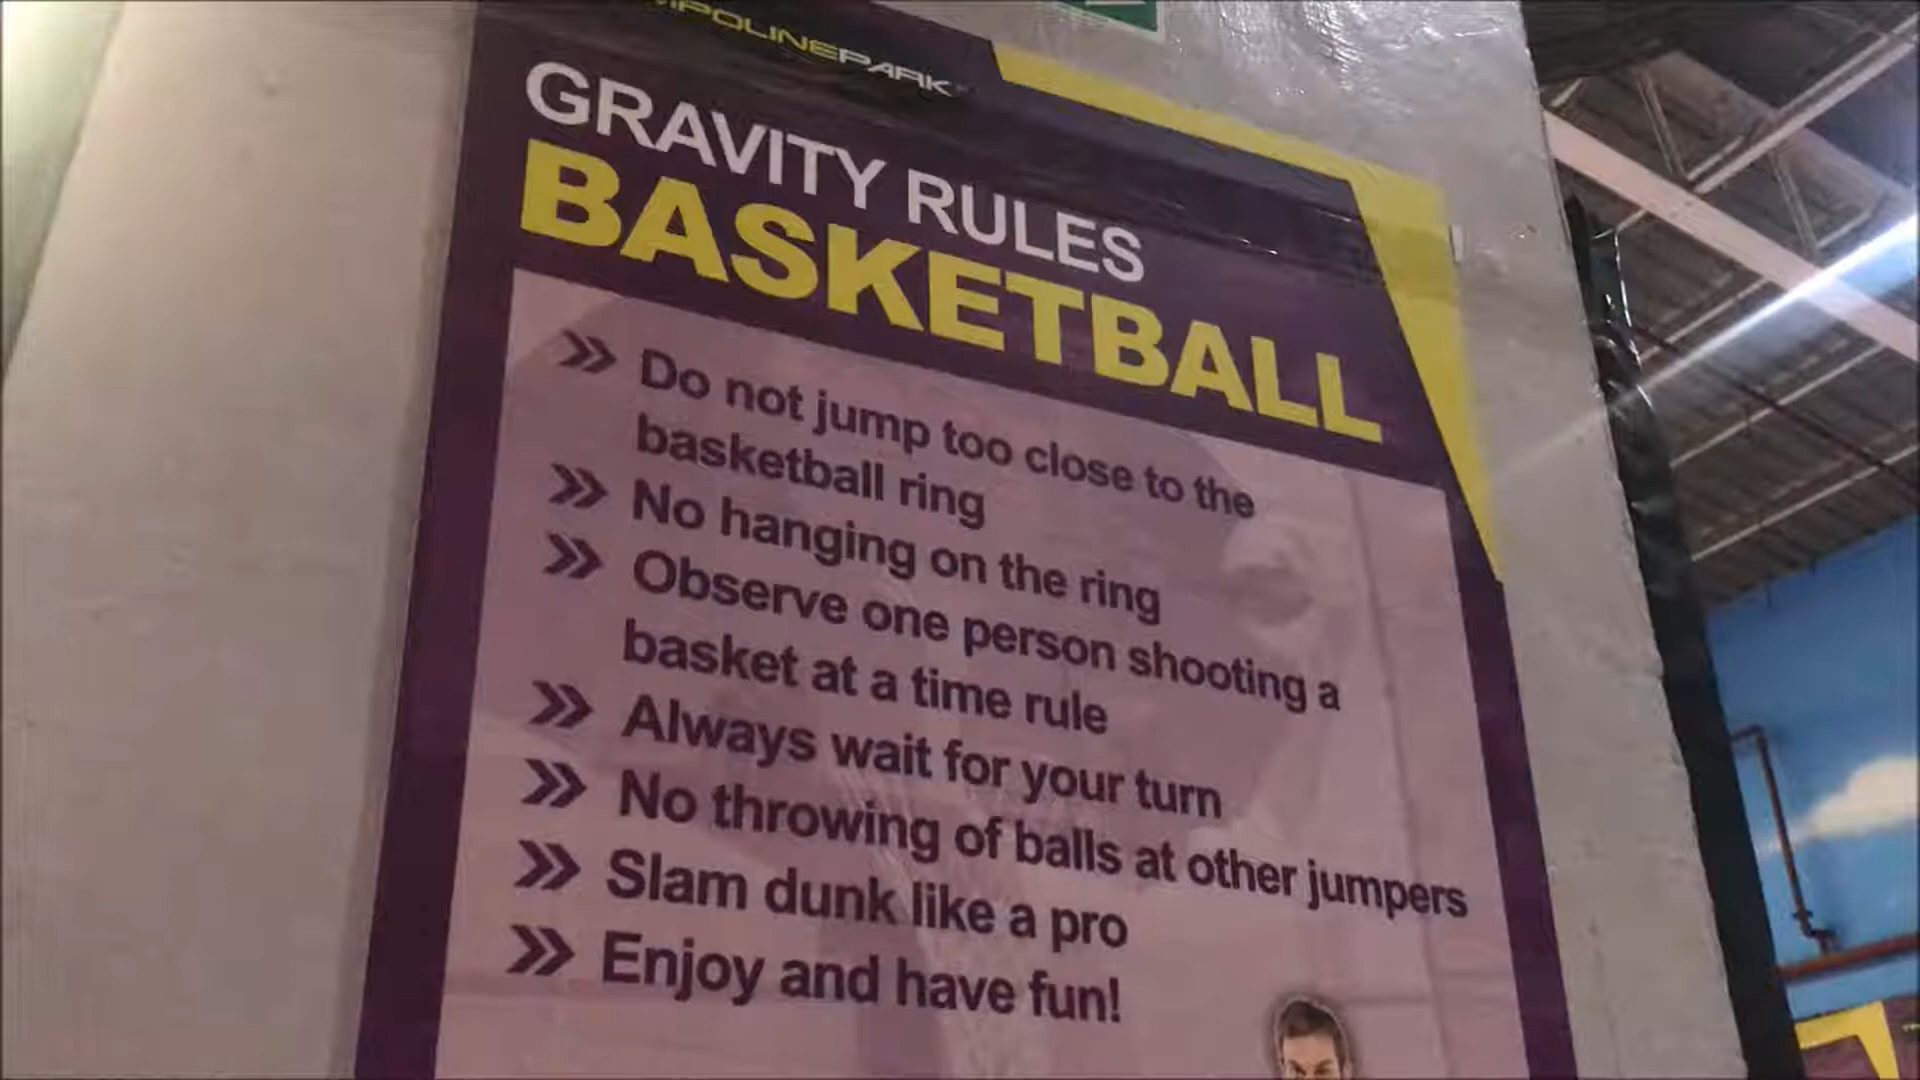 GRAVITY RULES
BASKETBALL
» Do not jump too close to the
basketball ring
» No hanging on the ring
» Observe one person shooting a
basket at a time rule
» Always wait for your turn
» No throwing of balls at other jumpers
» Slam dunk like a pro
» Enjoy and have fun!